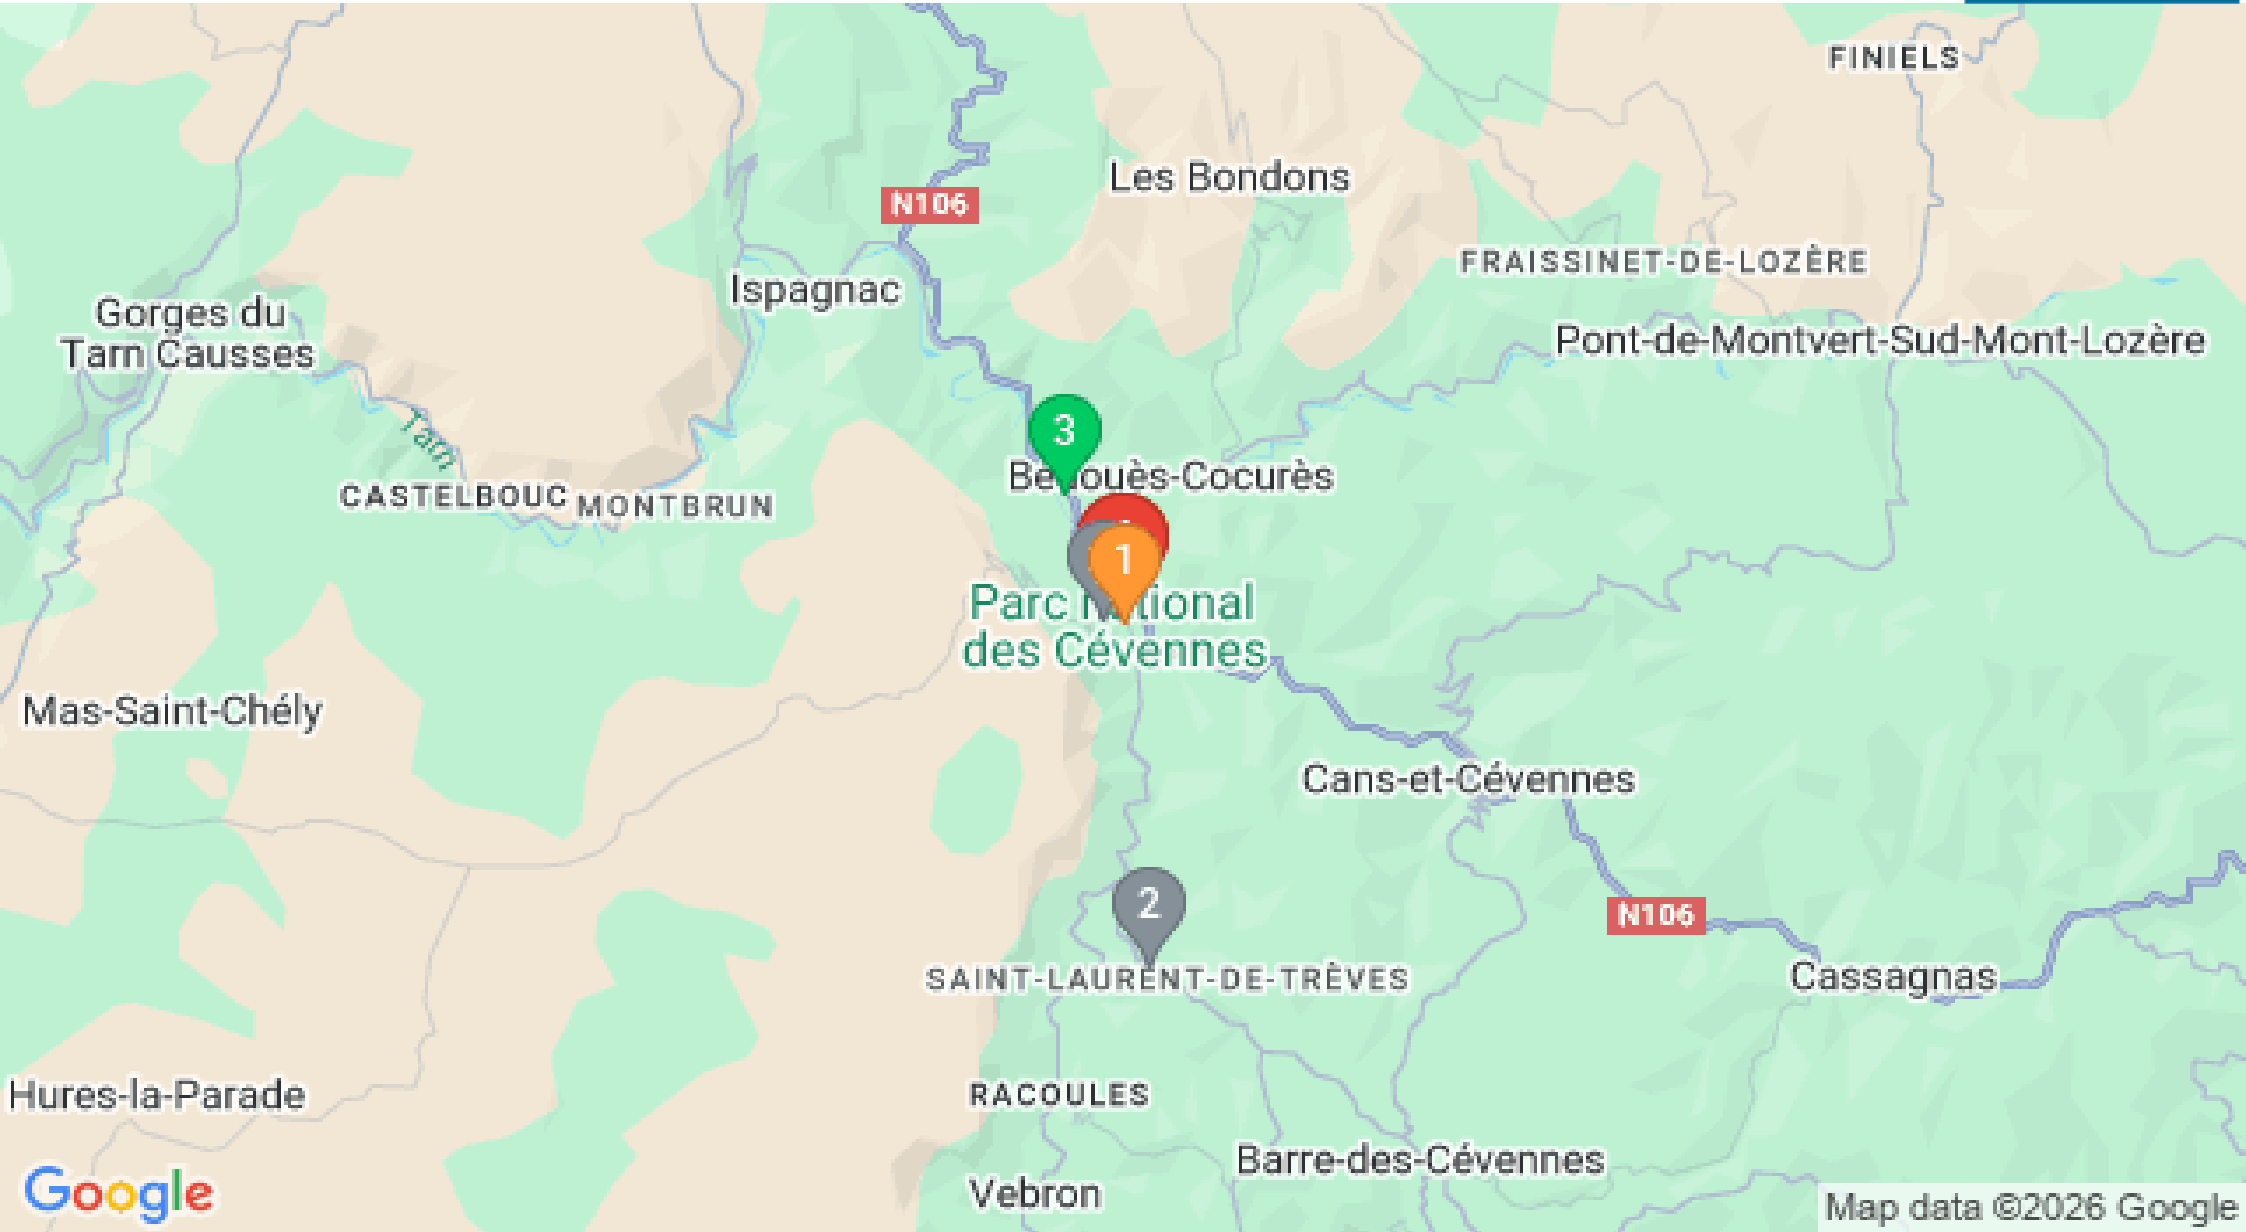 FINIELS
Les Bondons
N106
FRAISSINET-DE-LOZÈRE
Ispagnac
Gorges du
Tarn Causses
Pont-de-Montvert-Sud-Mont-Lozère
Tarn
3
CASTELBOUC
MONTBRUN
1
Parc
des Cévennes
Mas-Saint-Chély
Cans-et-Cévennes
2
N106
SAINT-LAURENT-DE-TRÈVES
Cassagnas
Hures-la-Parade
RACOULES
Barre-des-Cévennes
Vebron
Google
Map data ©2026 Google